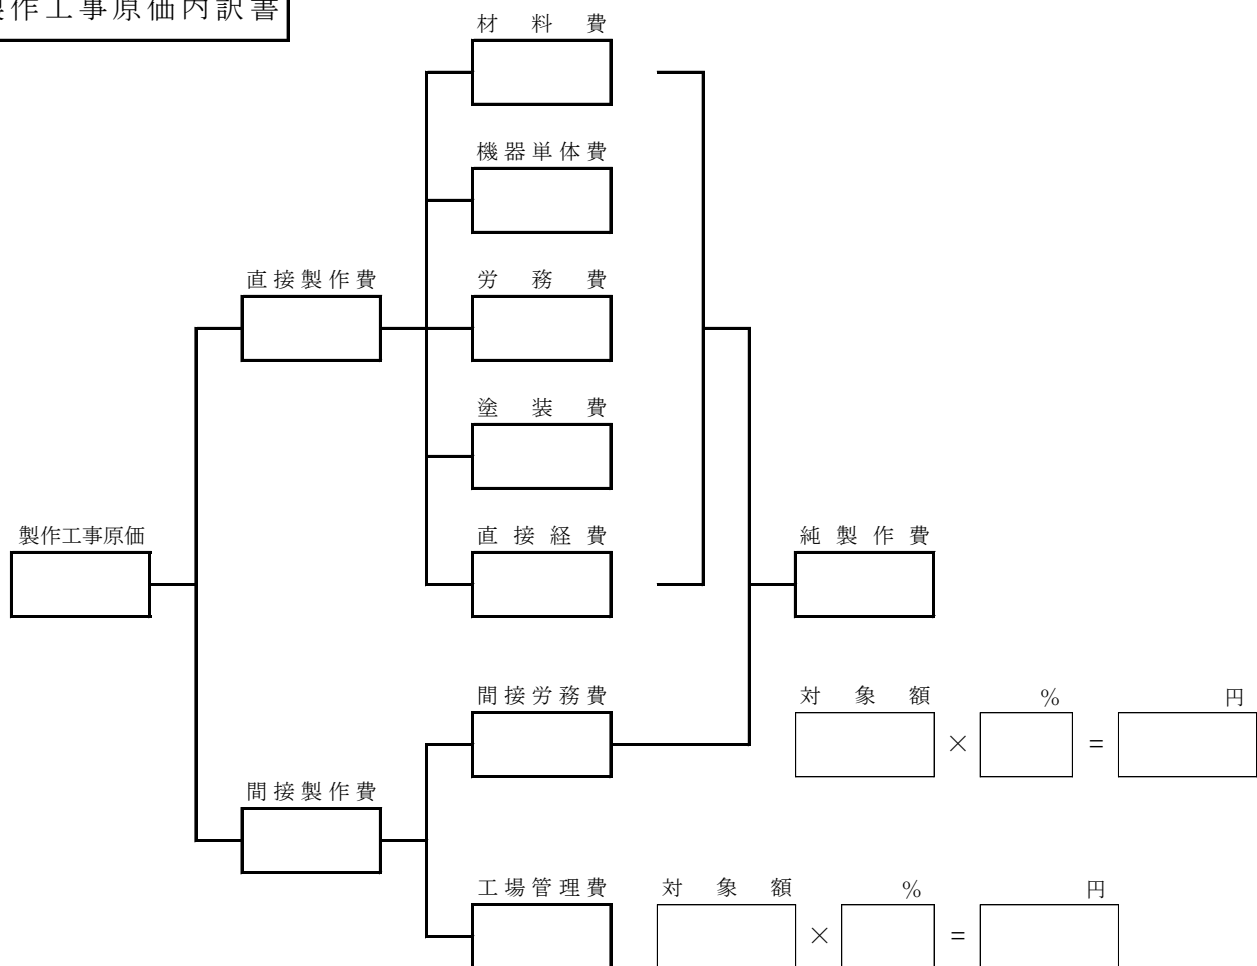 製作工事原価内訳書
材料費
機器単体費
直接製作費 労務費
塗装費
製作工事原価 直接経費 純製作費
間接労務費 対象額 % 円
× =
間接製作費
工場管理費 対象額 % 円
× =